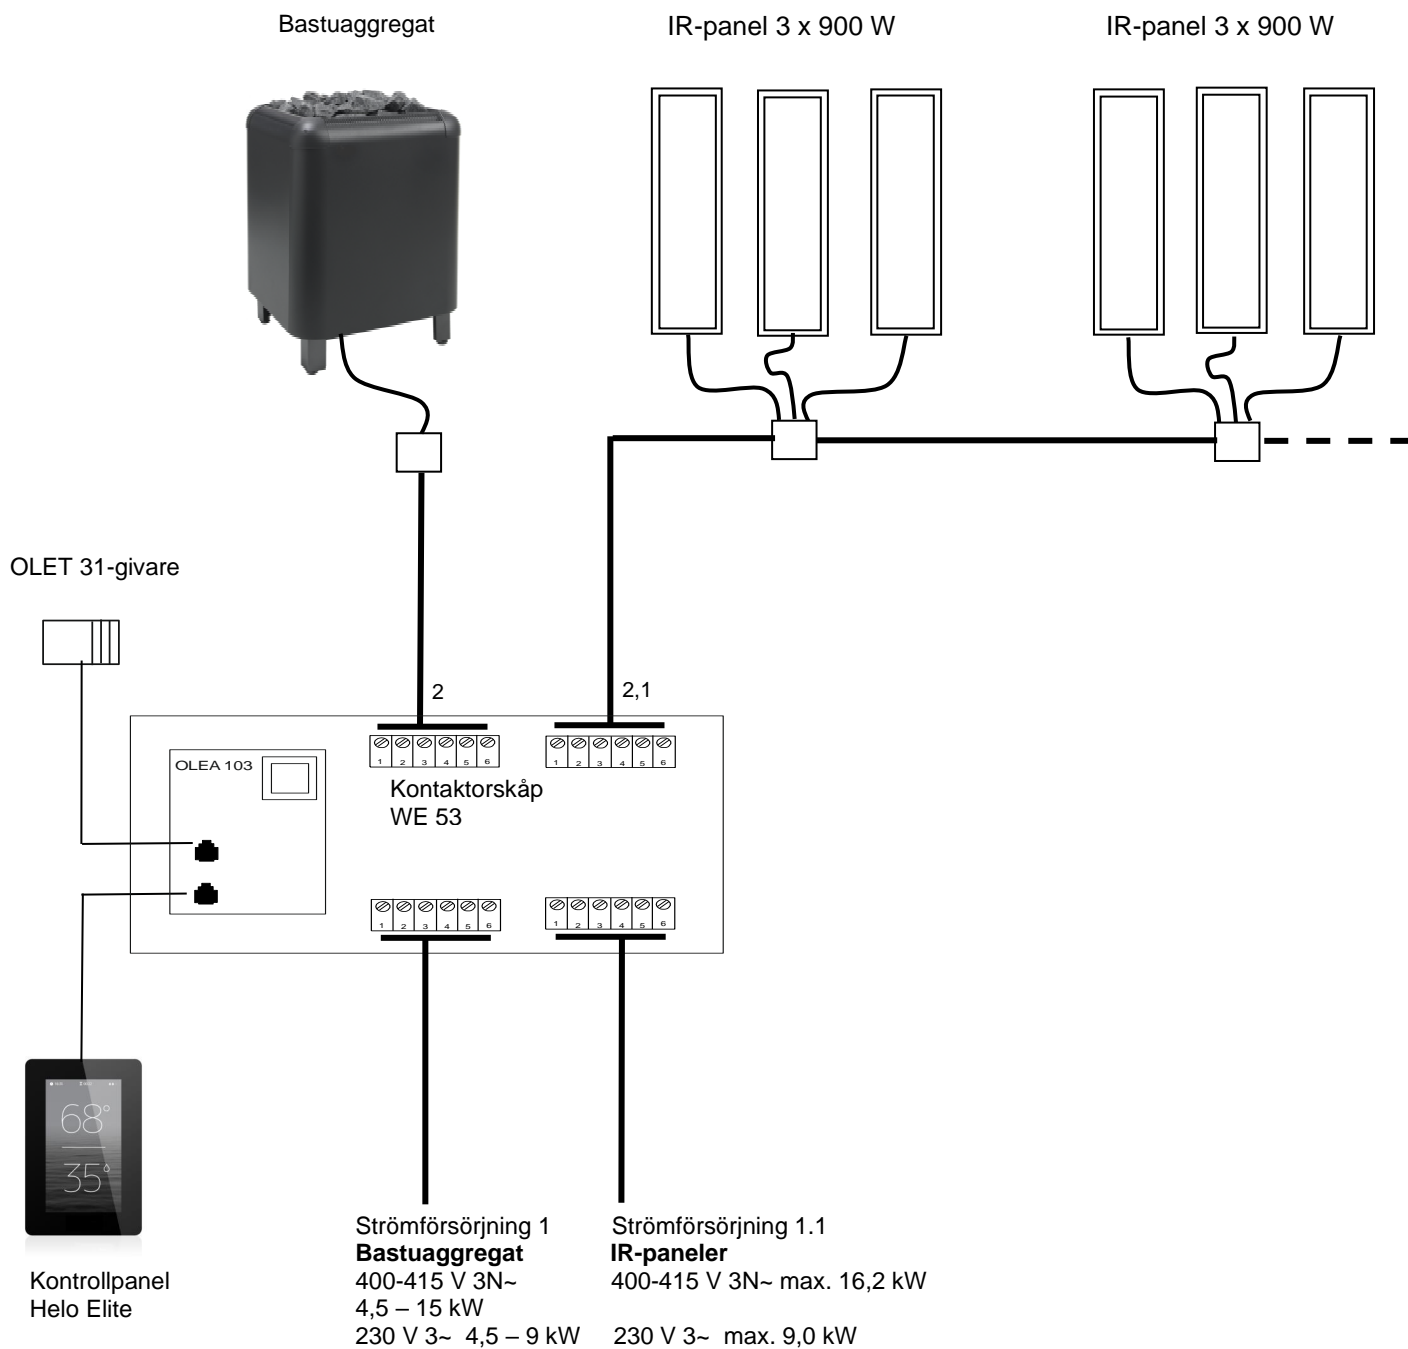 Bastuaggregat
IR-panel 3 x 900 W
IR-panel 3 x 900 W
OLET 31-givare
2
2,1
OLEA 103
1 2 3 4 5 6
1 2 3 4 5 6
Kontaktorskåp
WE 53
1 2 3 4 5 6
1 2 3 4 5 6
68°
35
Kontrollpanel
Helo Elite
Strömförsörjning 1
Bastuaggregat
400-415 V 3N~
4,5 – 15 kW
230 V 3~ 4,5 – 9 kW
Strömförsörjning 1.1
IR-paneler
400-415 V 3N~ max. 16,2 kW
230 V 3~ max. 9,0 kW